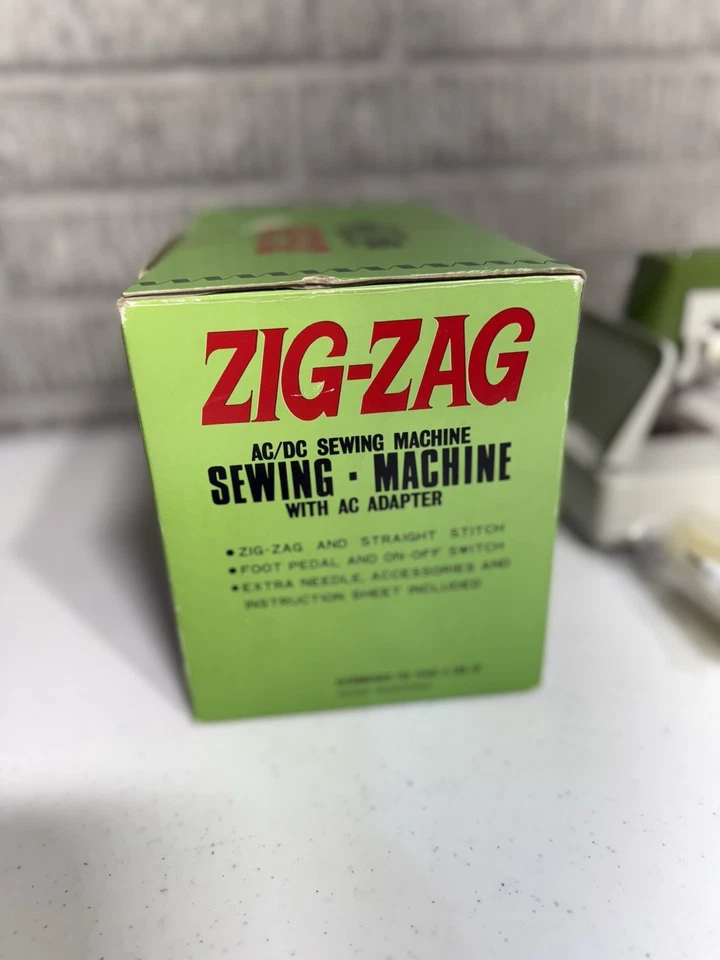 ZIG-ZAG
AC/DC SEWING MACHINE
SEWING · MACHINE
WITH AC ADAPTER
• ZIG-ZAG AND STRAIGHT STITCH
• FOOT PEDAL AND ON-OFF SWITCH
• EXTRA NEEDLE, ACCESSORIES AND
INSTRUCTION SHEET INCLUDED